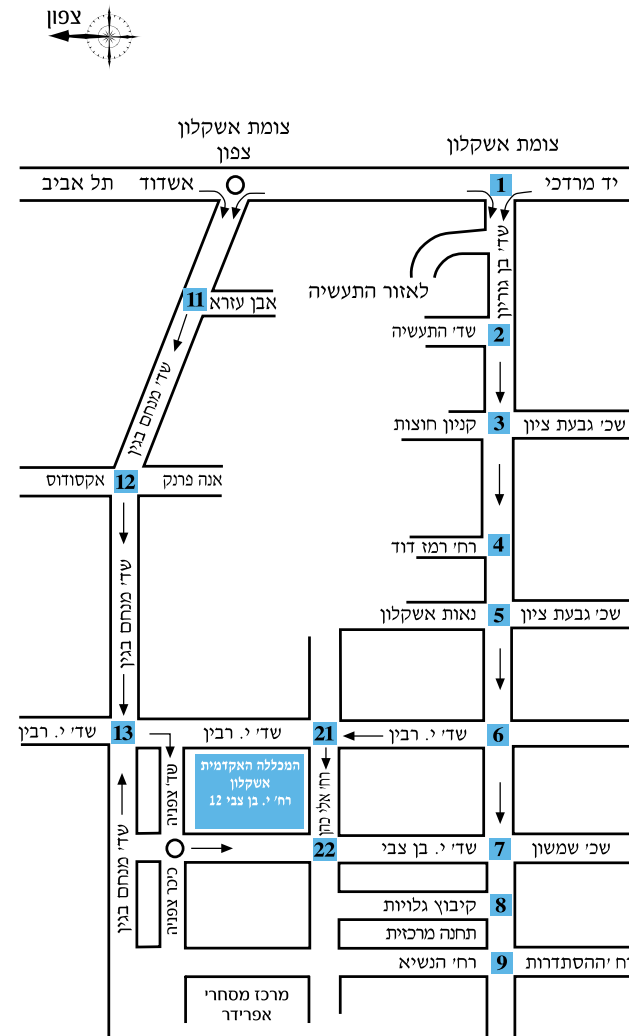 צפון
צומת אשקלון
צפון
צומת אשקלון
יד מרדכי
1
אשדוד
תל אביב
שד׳ בן גוריון
לאזור התעשיה
אבן עזרא
11
2
שד׳ התעשיה
שד׳ מנחם בגין
שכ׳ גבעת ציון
3
קניון חוצות
אנה פרנק
12
אקסודוס
4
רח׳ רמז דוד
שד׳ מנחם בגין
שכ׳ גבעת ציון
5
נאות אשקלון
6
שד׳ י. רבין
21
שד׳ י. רבין
13
שד׳ י. רבין
המכללה האקדמית
אשקלון
רח׳ י. בן צבי 12
רח׳ אלי כהן
שד׳ צפניה
שד׳ מנחם בגין
שכ׳ שמשון
7
שד׳ י. בן צבי
22
כיכר צפניה
8
קיבוץ גלויות
תחנה מרכזית
רח ׳ההסתדרות
9
רח׳ הנשיא
מרכז מסחרי
אפרידר